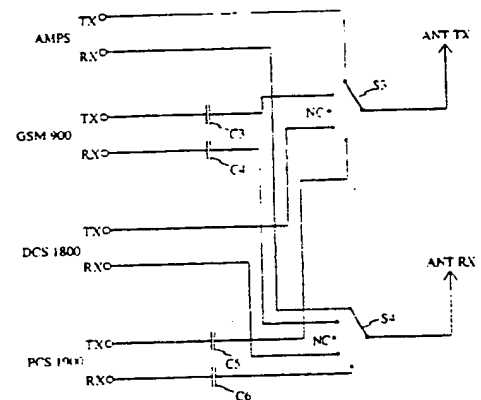 TX
AMPS
RX
ANT TX
S3
TX
NC*
GSM 900
C3
RX
C4
TX
DCS 1800
RX
ANT RX
S4
TX
NC*
C5
PCS 1900
RX
C6